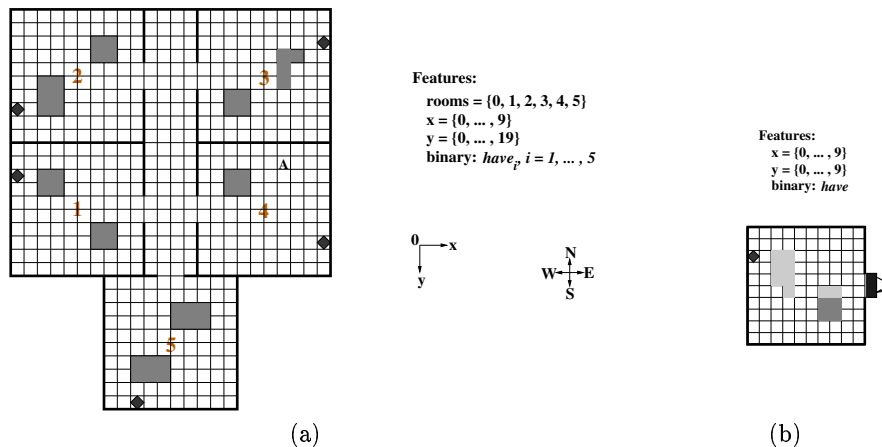 2
3
A
1
4
5
Features:
rooms = {0, 1, 2, 3, 4, 5}
x = {0, ... , 9}
y = {0, ... , 19}
binary: have_i, i = 1, ... , 5
0
x
y
N
W E
S
Features:
x = {0, ... , 9}
y = {0, ... , 9}
binary: have
(a)
(b)